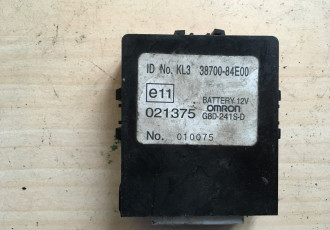 ID No. KL3 38700-84E00
e11
BATTERY 12V
021375 OMRON
G8D-241S-D
No. 010075